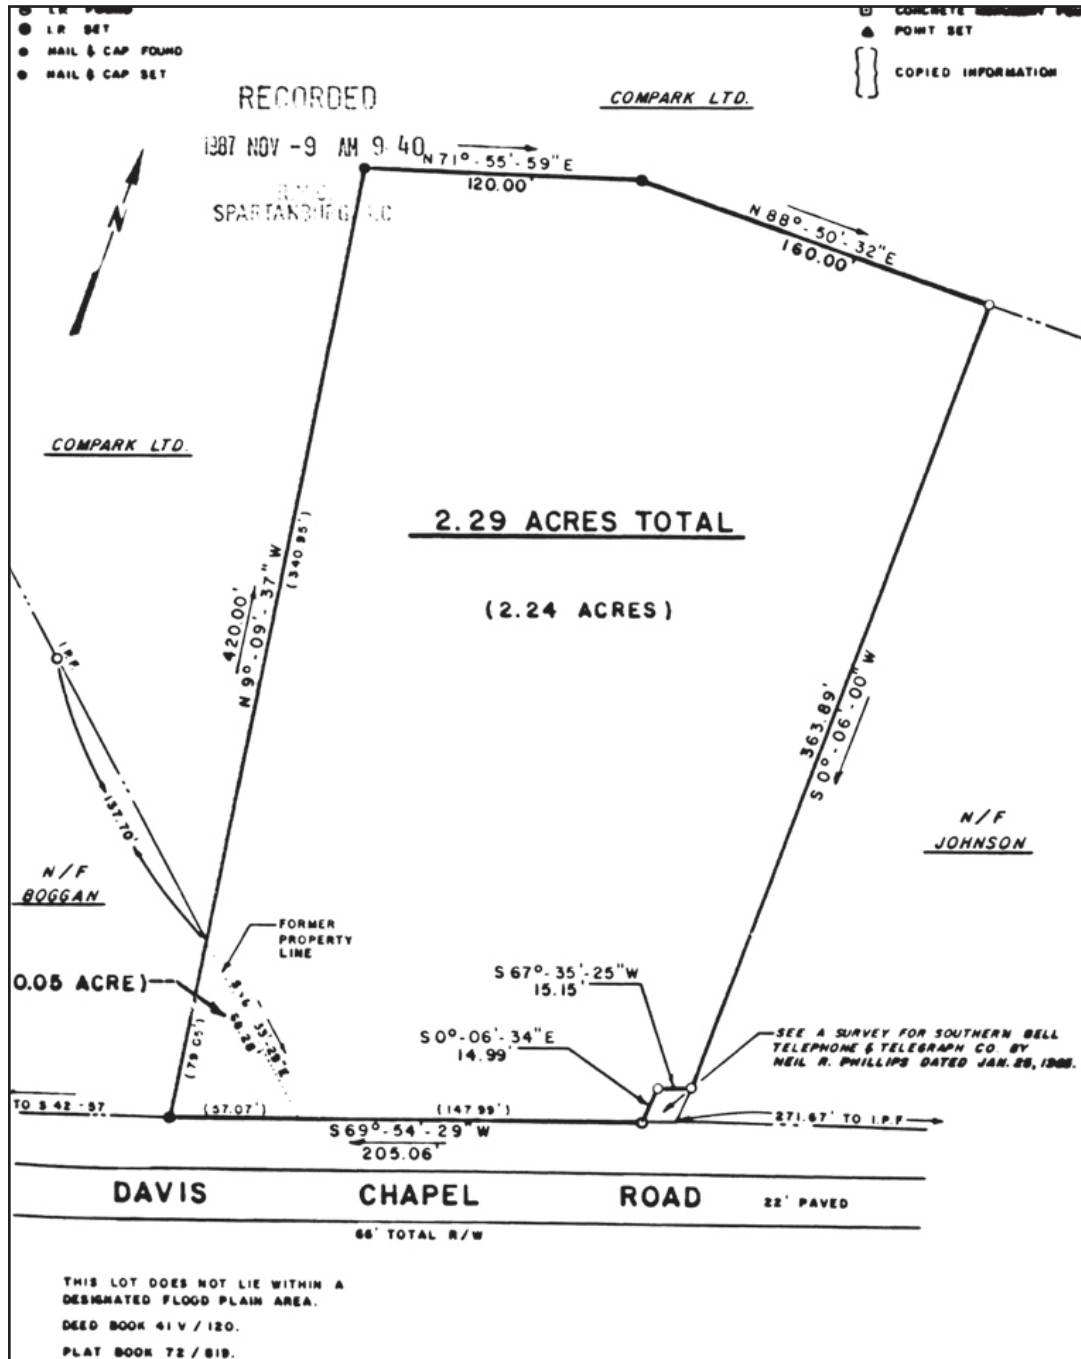 I.R. SET
NAIL & CAP FOUND
NAIL & CAP SET
CONCRETE
POINT SET
COPIED INFORMATION
RECORDED
1987 NOV -9 AM 9 40
SPARTANBURG
COMPARK LTD.
N 71°-55'-59" E
120.00'
N
N 88°-50'-32" E
160.00'
COMPARK LTD.
2.29 ACRES TOTAL
(2.24 ACRES)
420.00'
N 9°-09'-37" W
(340.95')
I.P.F.
137.70'
363.89'
S 0°-06'-00" W
N/F
JOHNSON
N/F
BOGGAN
FORMER
PROPERTY
LINE
0.05 ACRE)
68.28'
(79.05')
S 67°-35'-25" W
15.15'
S 0°-06'-34" E
14.99'
SEE A SURVEY FOR SOUTHERN BELL
TELEPHONE & TELEGRAPH CO. BY
NEIL R. PHILLIPS DATED JAN. 25,
TO S 42-57
(57.07')
(147.99')
271.67' TO I.P.F
S 69°-54'-29" W
205.06'
DAVIS CHAPEL ROAD 22' PAVED
66' TOTAL R/W
THIS LOT DOES NOT LIE WITHIN A
DESIGNATED FLOOD PLAIN AREA.
DEED BOOK 41 V / 120.
PLAT BOOK 72 / 819.